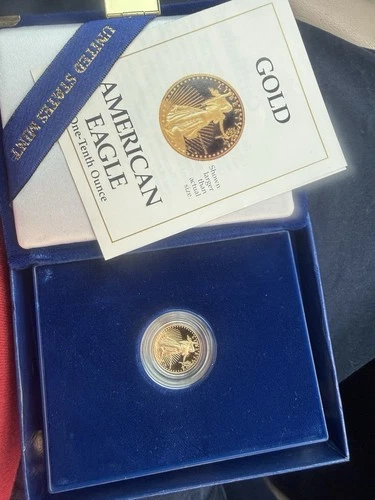 UNITED STATES MINT
AMERICAN
EAGLE
One-Tenth Ounce
GOLD
Shown
larger
than
actual
size